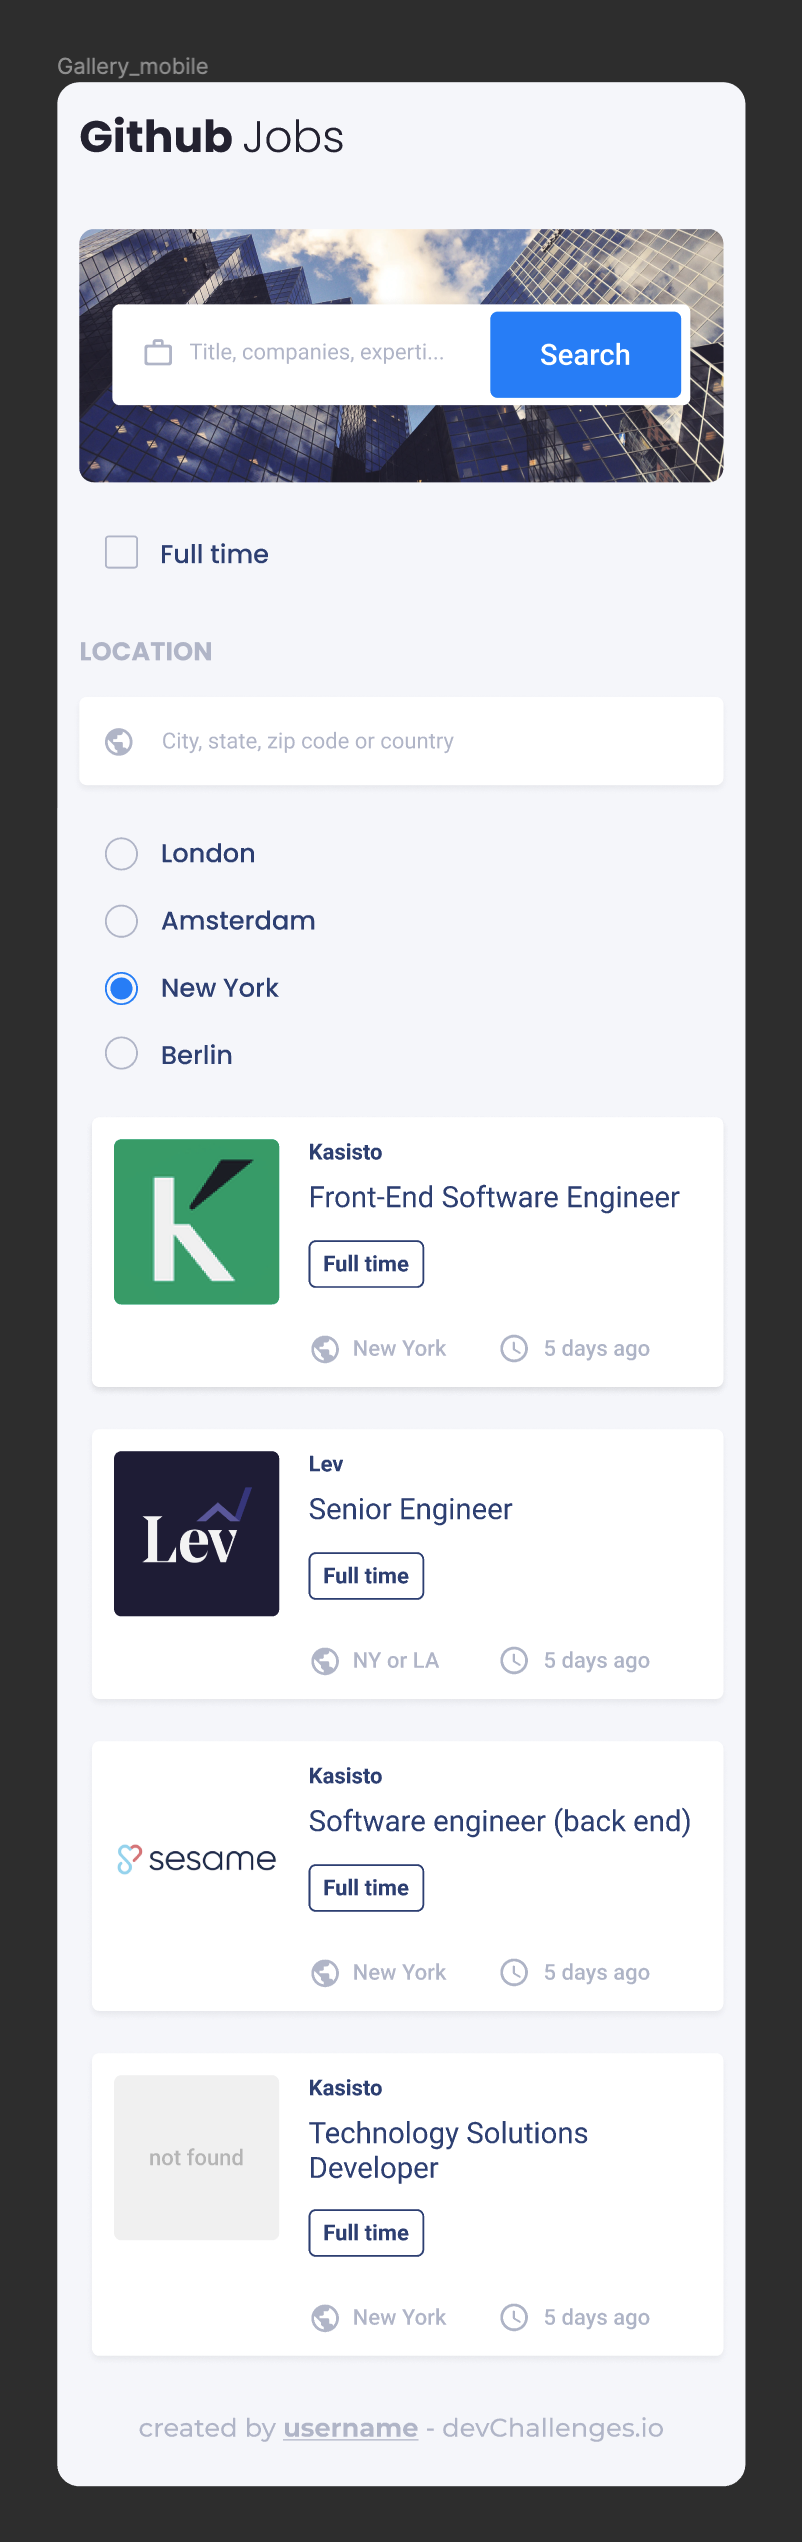 Gallery_mobile
Github Jobs
Title, companies, experti...
Search
Full time
LOCATION
City, state, zip code or country
London
Amsterdam
New York
Berlin
k
Kasisto
Front-End Software Engineer
Full time
New York
5 days ago
Lev
Lev
Senior Engineer
Full time
NY or LA
5 days ago
sesame
Kasisto
Software engineer (back end)
Full time
New York
5 days ago
not found
Kasisto
Technology Solutions
Developer
Full time
New York
5 days ago
created by username - devChallenges.io